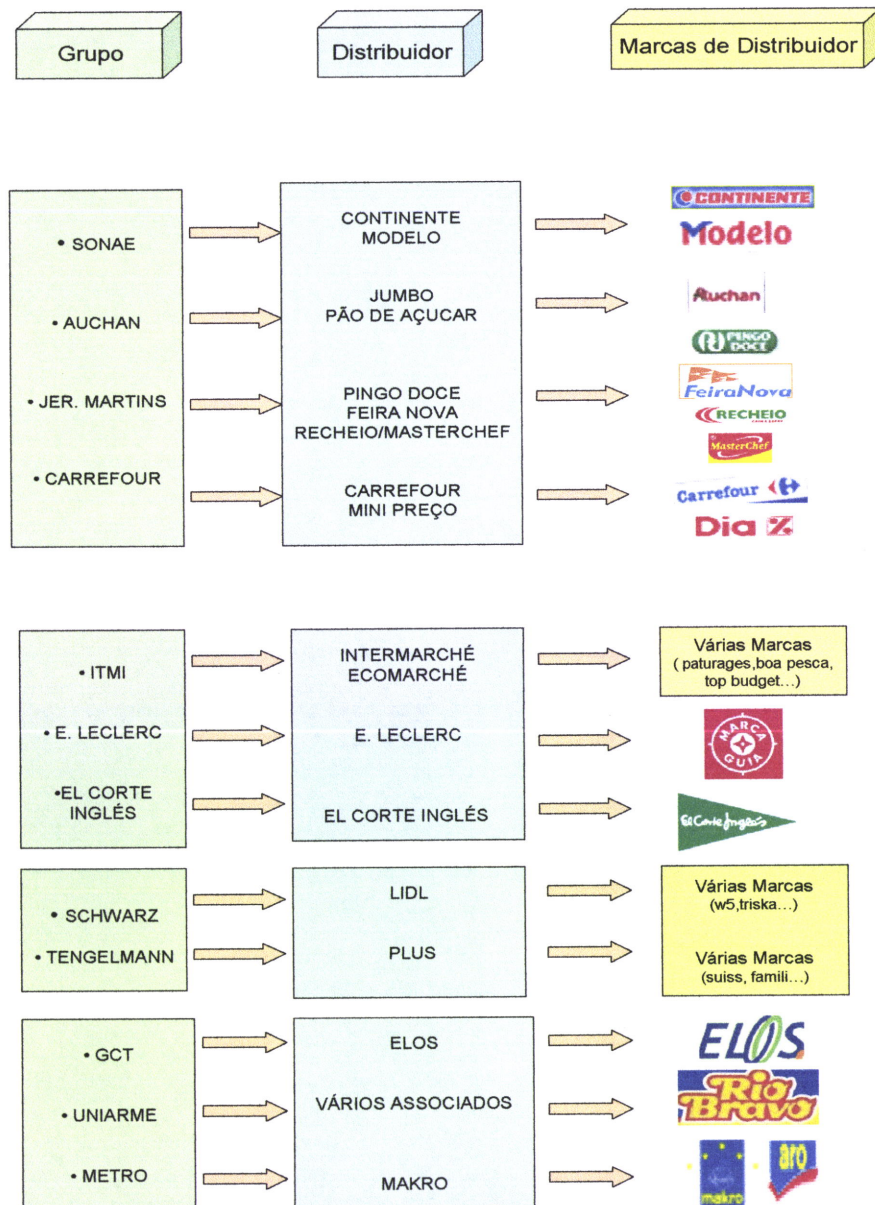 Grupo
Distribuidor
Marcas de Distribuidor
• SONAE
CONTINENTE
MODELO
CONTINENTE
Modelo
• AUCHAN
JUMBO
PÃO DE AÇUCAR
Auchan
• JER. MARTINS
PINGO DOCE
FEIRA NOVA
RECHEIO/MASTERCHEF
PINGO
DOCE
FeiraNova
RECHEIO
MasterChef
• CARREFOUR
CARREFOUR
MINI PREÇO
Carrefour
Dia %
• ITMI
INTERMARCHÉ
ECOMARCHÉ
Várias Marcas
( paturages,boa pesca,
top budget...)
• E. LECLERC
E. LECLERC
MARCA
GUIA
•EL CORTE
INGLÉS
EL CORTE INGLÉS
El Corte Inglés
• SCHWARZ
LIDL
Várias Marcas
(w5,triska...)
• TENGELMANN
PLUS
Várias Marcas
(suiss, famili...)
• GCT
ELOS
ELOS
• UNIARME
VÁRIOS ASSOCIADOS
Rio
Bravo
• METRO
MAKRO
makro
aro